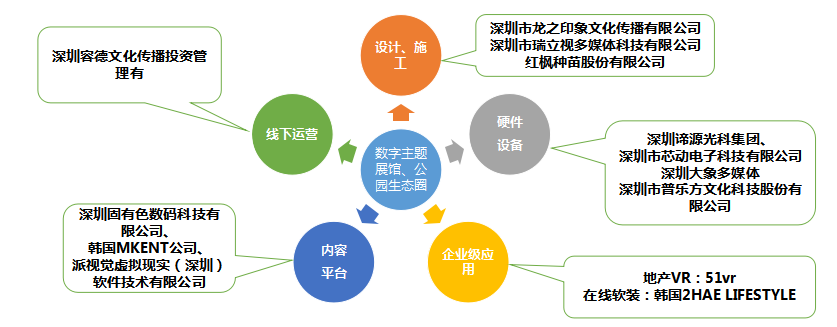 设计、施
工
深圳市龙之印象文化传播有限公司
深圳市瑞立视多媒体科技有限公司
红枫种苗股份有限公司
深圳容德文化传播投资管
理有
线下运营
硬件
设备
深圳谛源光科集团、
深圳市芯动电子科技有限公司
深圳大象多媒体
深圳市普乐方文化科技股份有
限公司
数字主题
展馆、公
园生态圈
深圳固有色数码科技有
限公司、
韩国MKENT公司、
派视觉虚拟现实（深圳）
软件技术有限公司
内容
平台
企业级应
用
地产VR：51vr
在线软装：韩国2HAE LIFESTYLE